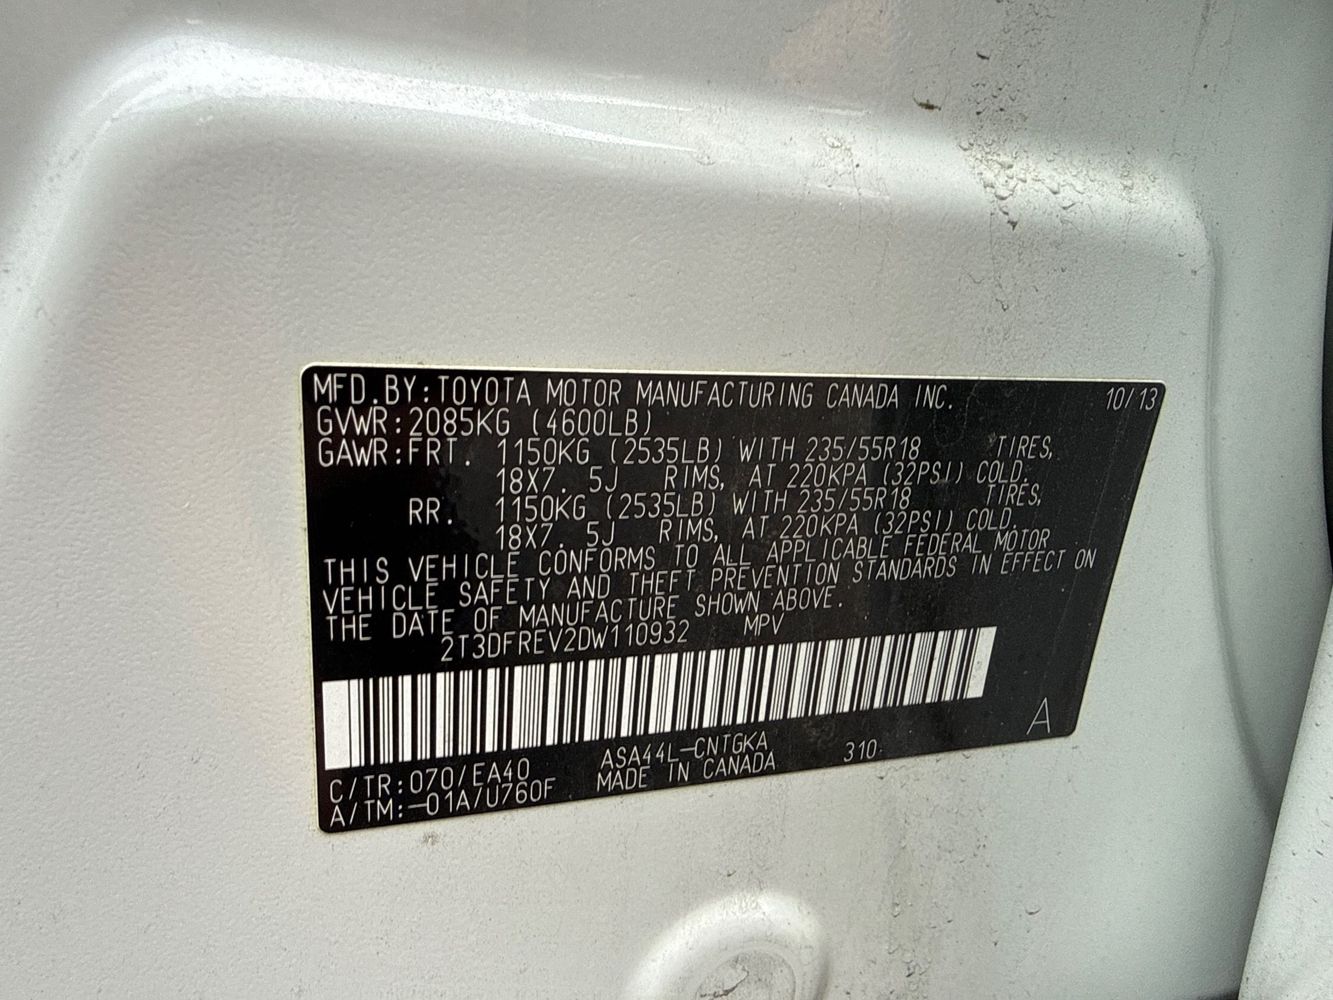 MFD.BY:TOYOTA MOTOR MANUFACTURING CANADA INC. 10/13
GVWR:2085KG (4600LB)
GAWR:FRT. 1150KG (2535LB) WITH 235/55R18 TIRES,
18X7. 5J RIMS, AT 220KPA (32PSI) COLD.
RR. 1150KG (2535LB) WITH 235/55R18 TIRES,
18X7. 5J RIMS, AT 220KPA (32PSI) COLD.
THIS VEHICLE CONFORMS TO ALL APPLICABLE FEDERAL MOTOR
VEHICLE SAFETY AND THEFT PREVENTION STANDARDS IN EFFECT ON
THE DATE OF MANUFACTURE SHOWN ABOVE.
2T3DFREV2DW110932 MPV
A
C/TR:070/EA40 ASA44L-CNTGKA 310
A/TM:-01A/U760F MADE IN CANADA